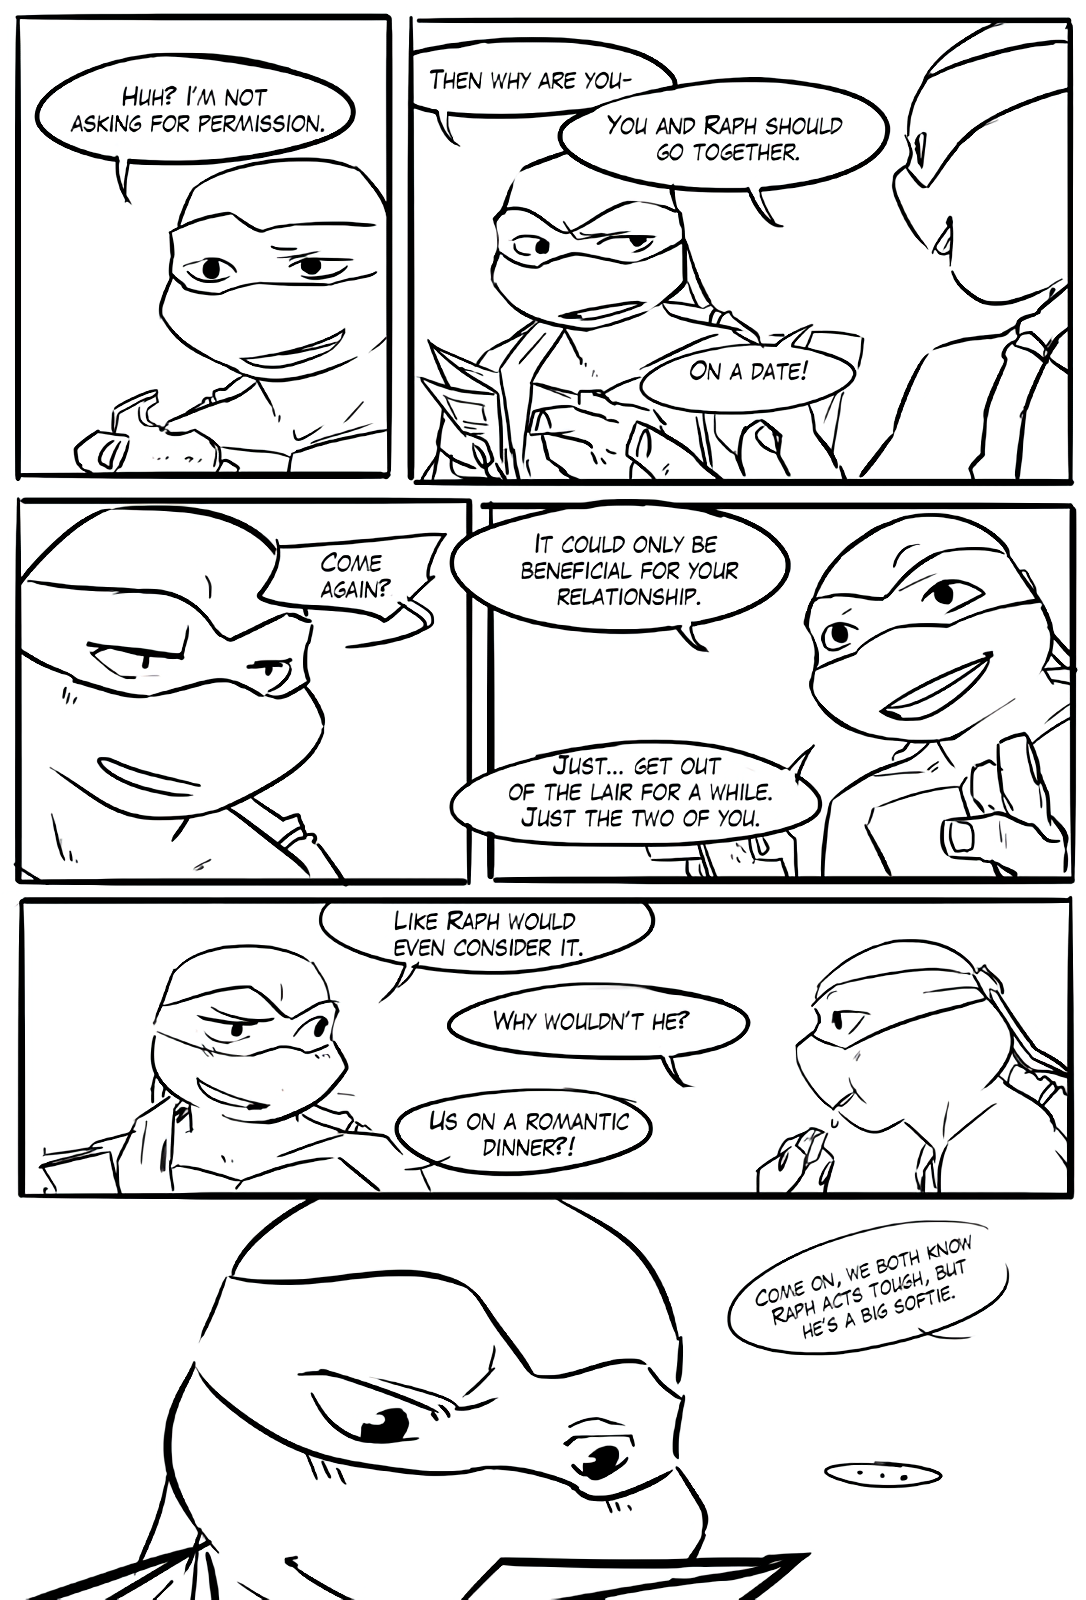 Huh? I'm not
asking for permission.
Then why are you-
You and Raph should
go together.
On a date!
Come
again?
It could only be
beneficial for your
relationship.
Just... get out
of the lair for a while.
Just the two of you.
Like Raph would
even consider it.
Why wouldn't he?
Us on a romantic
dinner?!
Come on, we both know
Raph acts tough, but
he's a big softie.
...